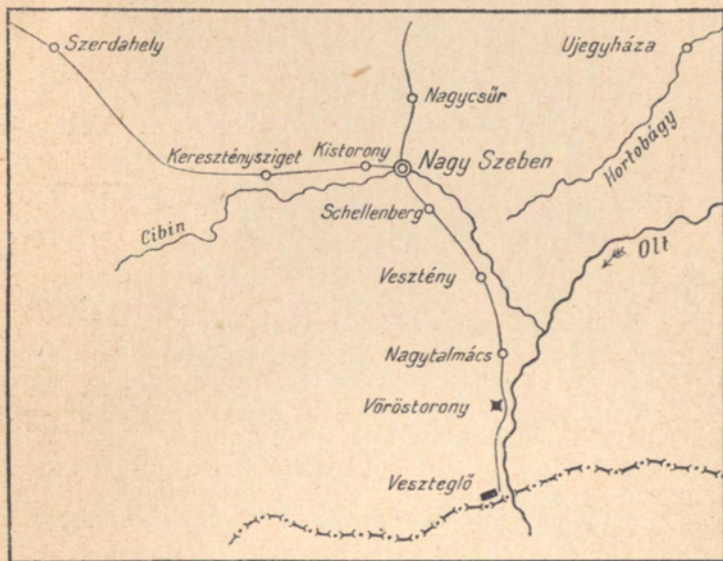 Szerdahely
Ujegyháza
Nagycsűr
Hortobágy
Kereszténysziget
Kistorony
Nagy Szeben
Schellenberg
Cibin
Olt
Vesztény
Nagytalmács
Vöröstorony
Veszteglő